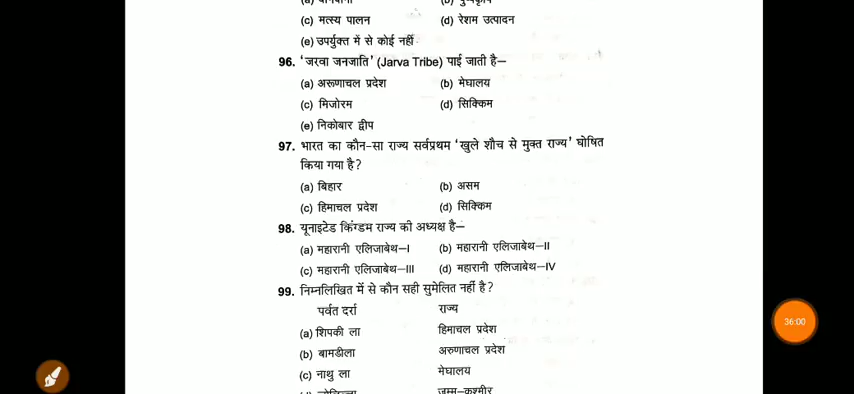 (c) मत्स्य पालन (d) रेशम उत्पादन
(e) उपर्युक्त में से कोई नहीं
96. 'जरवा जनजाति' (Jarva Tribe) पाई जाती है—
(a) अरूणाचल प्रदेश (b) मेघालय
(c) मिजोरम (d) सिक्किम
(e) निकोबार द्वीप
97. भारत का कौन-सा राज्य सर्वप्रथम 'खुले शौच से मुक्त राज्य' घोषित
किया गया है?
(a) बिहार (b) असम
(c) हिमाचल प्रदेश (d) सिक्किम
98. यूनाइटेड किंग्डम राज्य की अध्यक्ष है—
(a) महारानी एलिजाबेथ—I (b) महारानी एलिजाबेथ—II
(c) महारानी एलिजाबेथ—III (d) महारानी एलिजाबेथ—IV
99. निम्नलिखित में से कौन सही सुमेलित नहीं है?
पर्वत दर्रा राज्य
(a) शिपकी ला हिमाचल प्रदेश
(b) बामडीला अरुणाचल प्रदेश
(c) नाथु ला मेघालय
जम्मू-कश्मीर
36:00